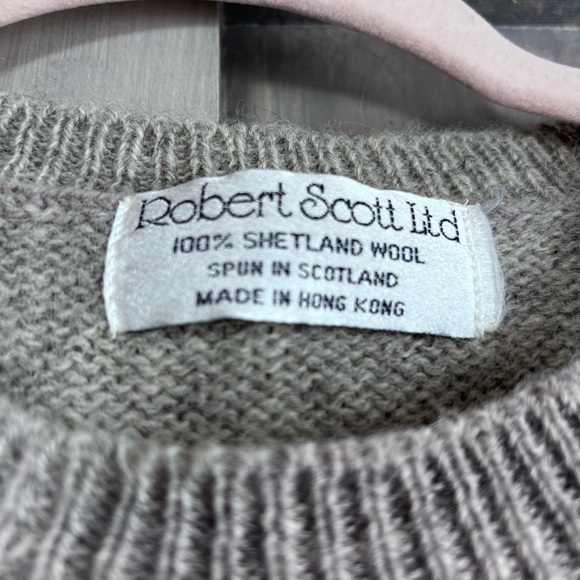 Robert Scott Ltd
100% SHETLAND WOOL
SPUN IN SCOTLAND
MADE IN HONG KONG